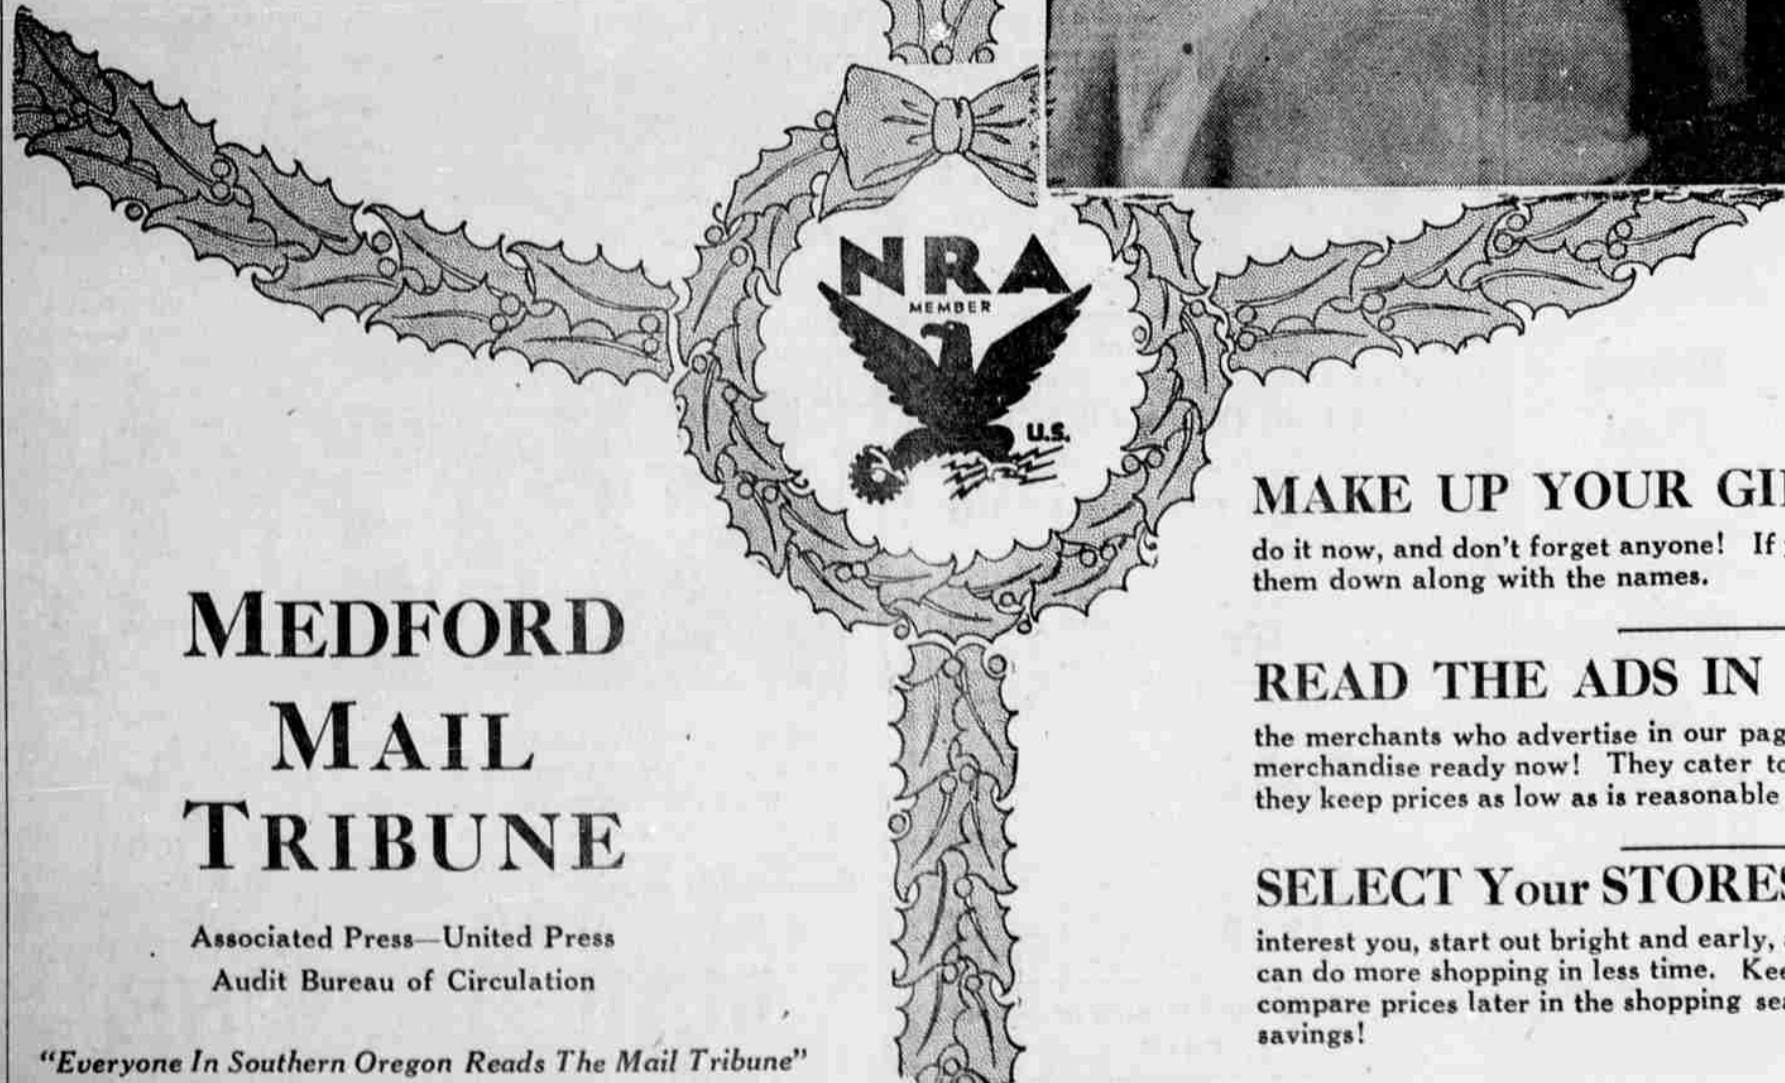 NRA
MEMBER
U.S.
MEDFORD
MAIL
TRIBUNE
Associated Press—United Press
Audit Bureau of Circulation
"Everyone In Southern Oregon Reads The Mail Tribune"
MAKE UP YOUR
do it now, and don't forget anyone! If
them down along with the names.
READ THE ADS IN
the merchants who advertise in our
merchandise ready now! They cater
they keep prices as low as is reasonable
SELECT Your STORES
interest you, start out bright and early,
can do more shopping in less time.
compare prices later in the shopping
savings!